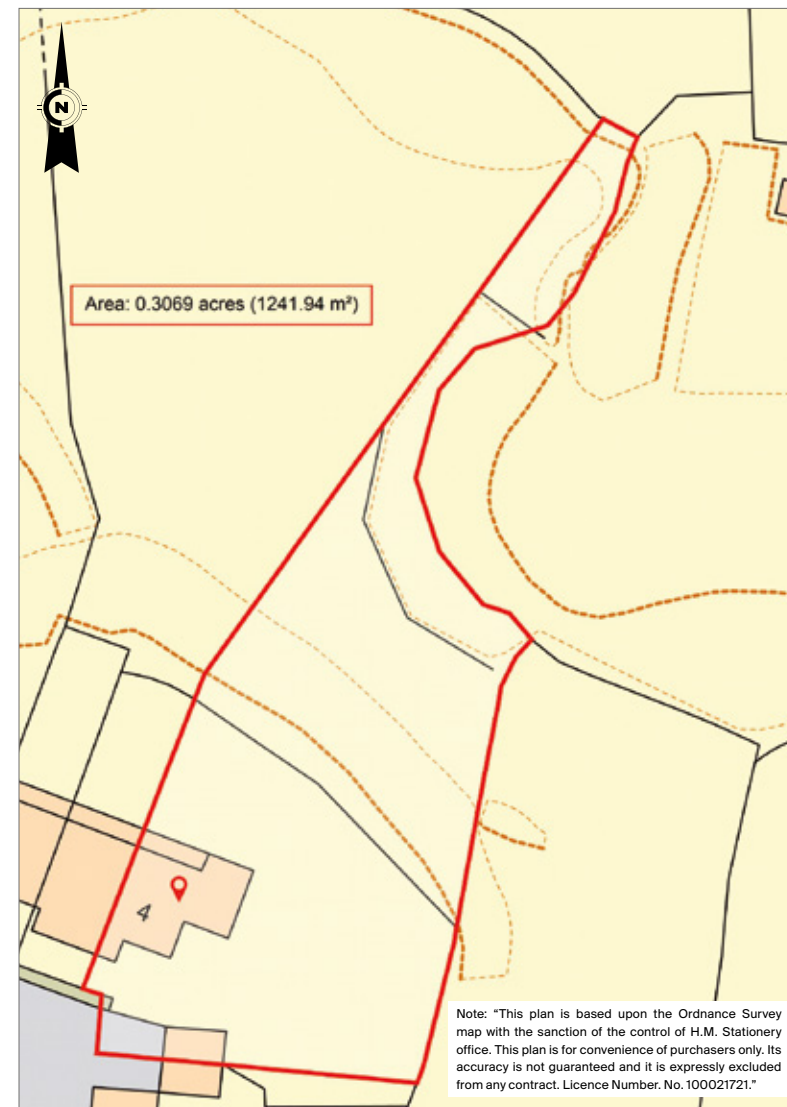 N
Area: 0.3069 acres (1241.94 m²)
4
Note: “This plan is based upon the Ordnance Survey
map with the sanction of the control of H.M. Stationery
office. This plan is for convenience of purchasers only. Its
accuracy is not guaranteed and it is expressly excluded
from any contract. Licence Number. No. 100021721.”